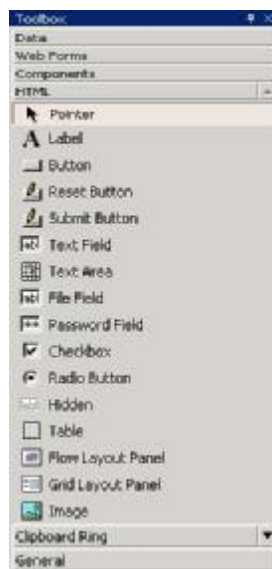 Toolbox
Data
Web Forms
Components
HTML
Pointer
A Label
Button
Reset Button
Submit Button
Text Field
Text Area
File Field
Password Field
Checkbox
Radio Button
Hidden
Table
Flow Layout Panel
Grid Layout Panel
Image
Clipboard Ring
General